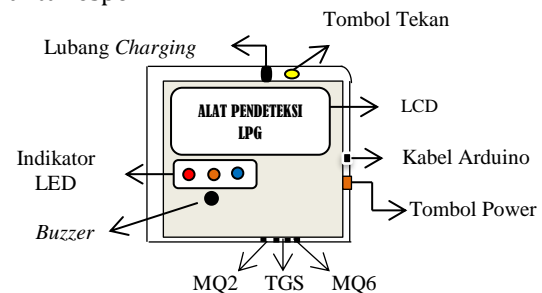 Tombol Tekan
Lubang Charging
ALAT PENDETEKSI
LPG
LCD
Indikator
LED
Kabel Arduino
Tombol Power
Buzzer
MQ2 TGS MQ6